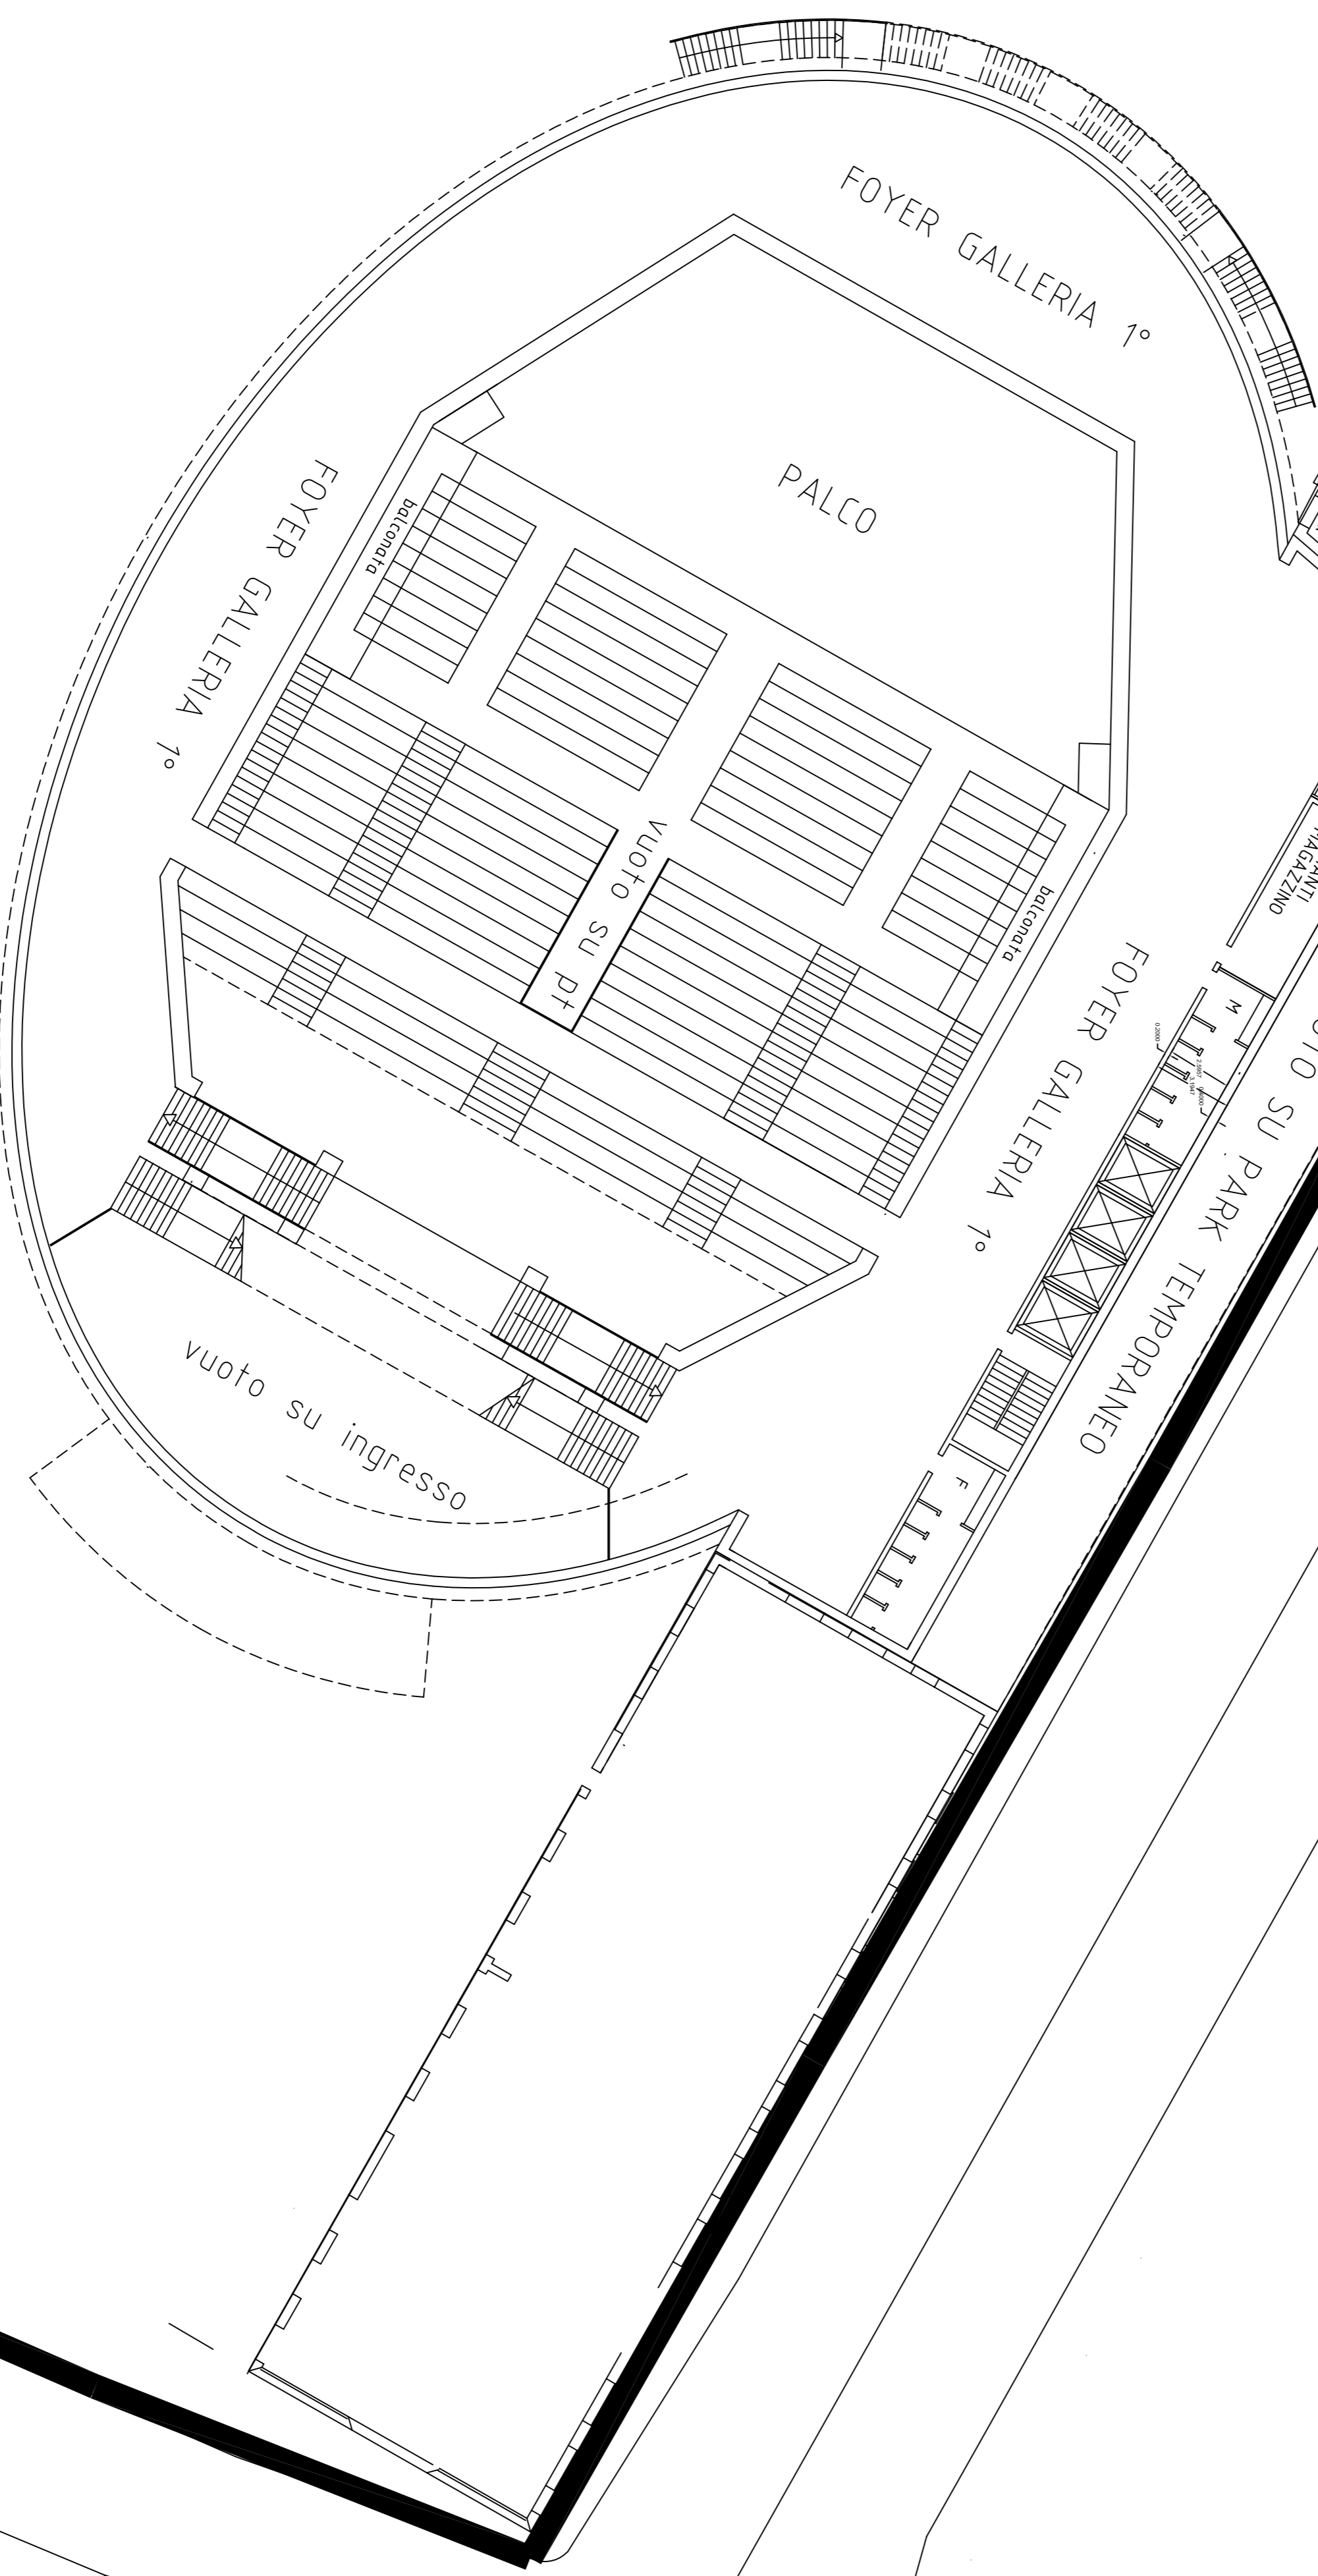 FOYER GALLERIA 1°
PALCO
FOYER GALLERIA 1°
balconata
vuoto su pt
balconata
FOYER GALLERIA 1°
MAGAZZINO
M
SU PARK TEMPORANEO
F
vuoto su ingresso